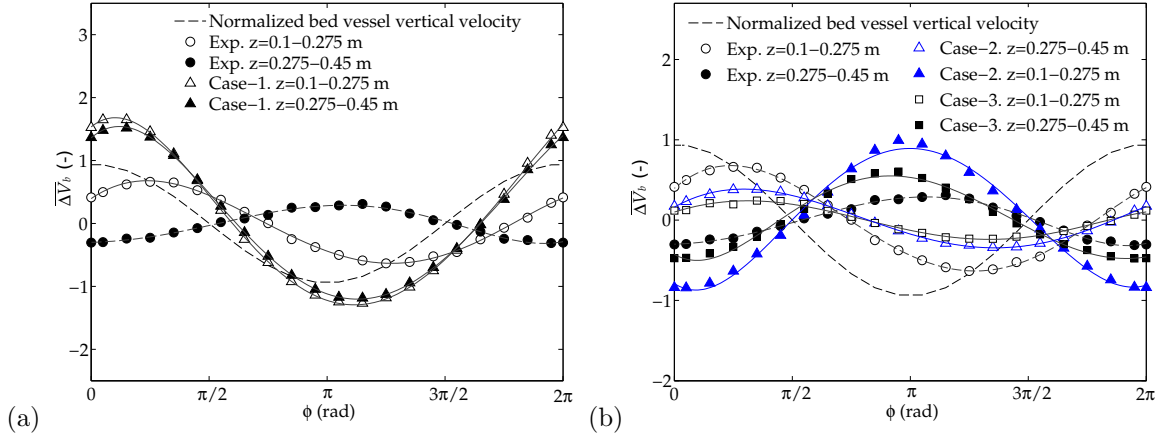 Normalized bed vessel vertical velocity
Exp. z=0.1−0.275 m
Exp. z=0.275−0.45 m
Case−1. z=0.1−0.275 m
Case−1. z=0.275−0.45 m
3
2
1
0
−1
−2
0
π/2
π
3π/2
2π
ΔV̅_b (-)
ϕ (rad)
(a)
Normalized bed vessel vertical velocity
Exp. z=0.1−0.275 m
Exp. z=0.275−0.45 m
Case−2. z=0.275−0.45 m
Case−2. z=0.1−0.275 m
Case−3. z=0.1−0.275 m
Case−3. z=0.275−0.45 m
2
1
0
−1
−2
0
π/2
π
3π/2
2π
ΔV̅_b (-)
ϕ (rad)
(b)